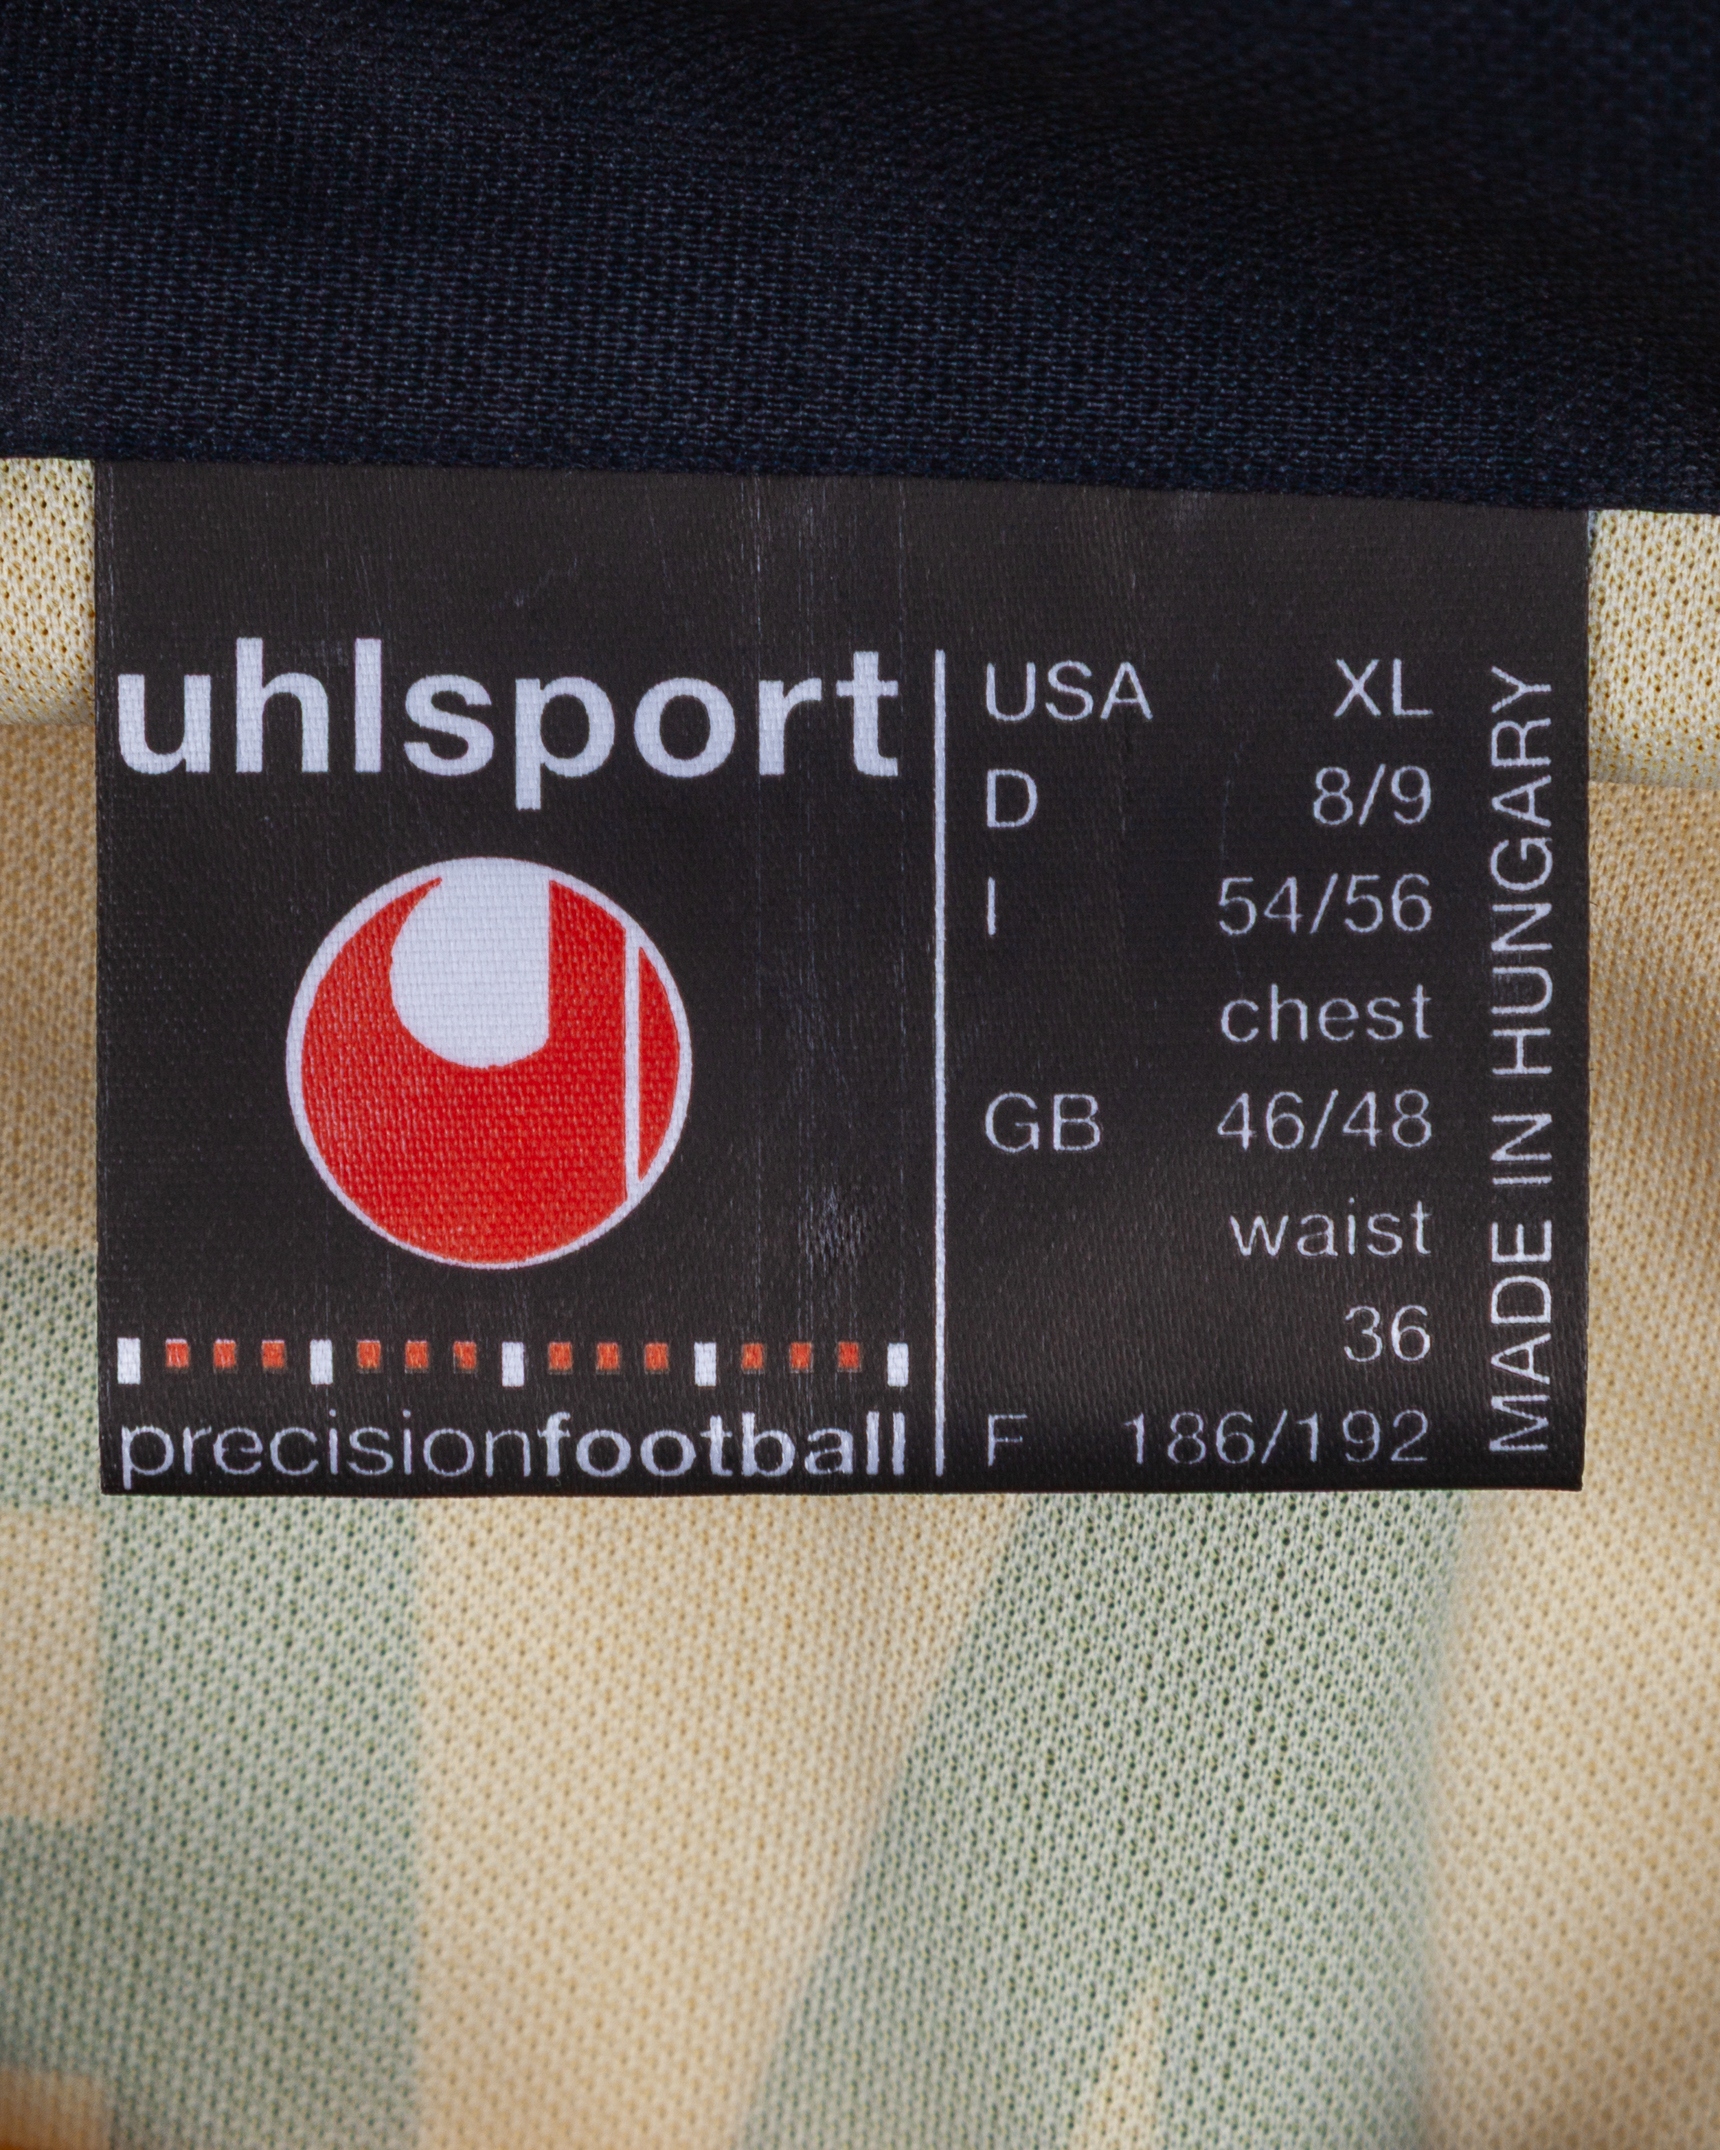 uhlsport
precisionfootball
USA XL
D 8/9
I 54/56
chest
GB 46/48
waist
36
F 186/192
MADE IN HUNGARY